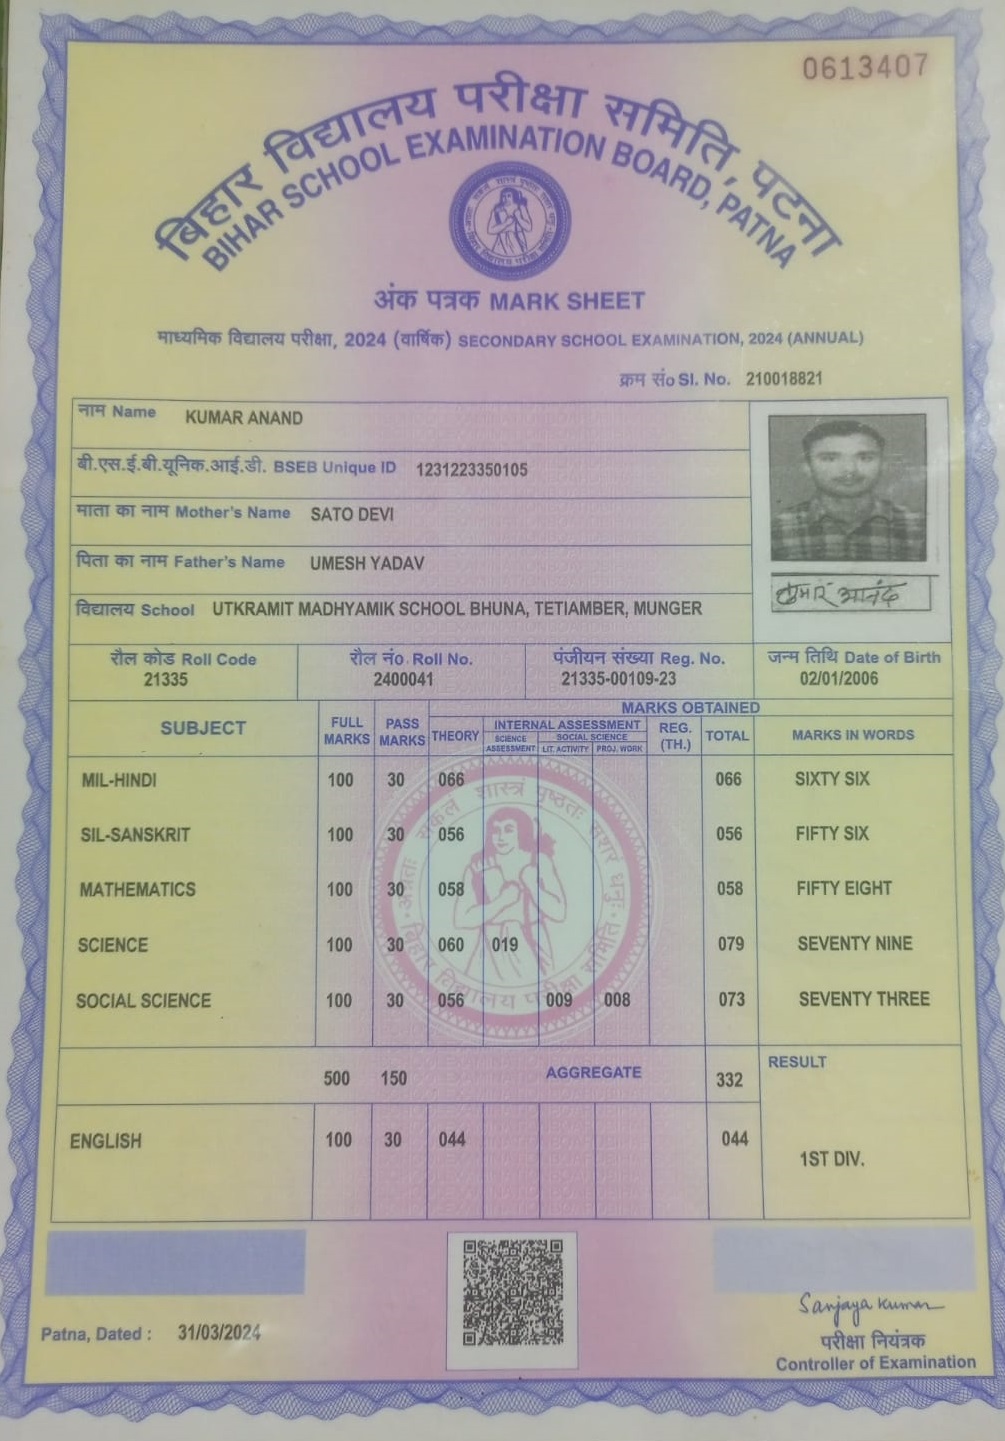 0613407
बिहार विद्यालय परीक्षा समिति, पटना
BIHAR SCHOOL EXAMINATION BOARD, PATNA
अंक पत्रक MARK SHEET
माध्यमिक विद्यालय परीक्षा, 2024 (वार्षिक) SECONDARY SCHOOL EXAMINATION, 2024 (ANNUAL)
क्रम सं० Sl. No. 210018821
नाम Name KUMAR ANAND
बी.एस.ई.बी.यूनिक.आई.डी. BSEB Unique ID 1231223350105
माता का नाम Mother's Name SATO DEVI
पिता का नाम Father's Name UMESH YADAV
कुमार आनंद
विद्यालय School UTKRAMIT MADHYAMIK SCHOOL BHUNA, TETIAMBER, MUNGER
रौल कोड Roll Code रौल नं०. Roll No. पंजीयन संख्या Reg. No. जन्म तिथि Date of Birth
21335 2400041 21335-00109-23 02/01/2006
MARKS OBTAINED
SUBJECT FULL MARKS PASS MARKS THEORY INTERNAL ASSESSMENT REG. (TH.) TOTAL MARKS IN WORDS
SCIENCE ASSESSMENT SOCIAL SCIENCE
LIT. ACTIVITY PROJ. WORK
MIL-HINDI 100 30 066 066 SIXTY SIX
SIL-SANSKRIT 100 30 056 056 FIFTY SIX
MATHEMATICS 100 30 058 058 FIFTY EIGHT
SCIENCE 100 30 060 019 079 SEVENTY NINE
SOCIAL SCIENCE 100 30 056 009 008 073 SEVENTY THREE
500 150 AGGREGATE 332 RESULT
ENGLISH 100 30 044 044
1ST DIV.
बिहार विद्यालय परीक्षा समिति
Sanjaya Kumar
Patna, Dated : 31/03/2024
परीक्षा नियंत्रक
Controller of Examination